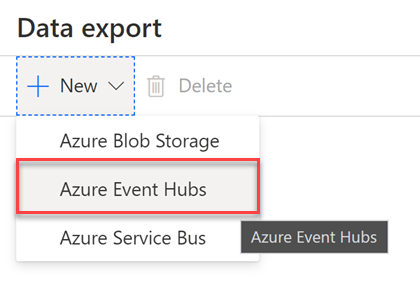 Data export
New
Delete
Azure Blob Storage
Azure Event Hubs
Azure Service Bus
Azure Event Hubs